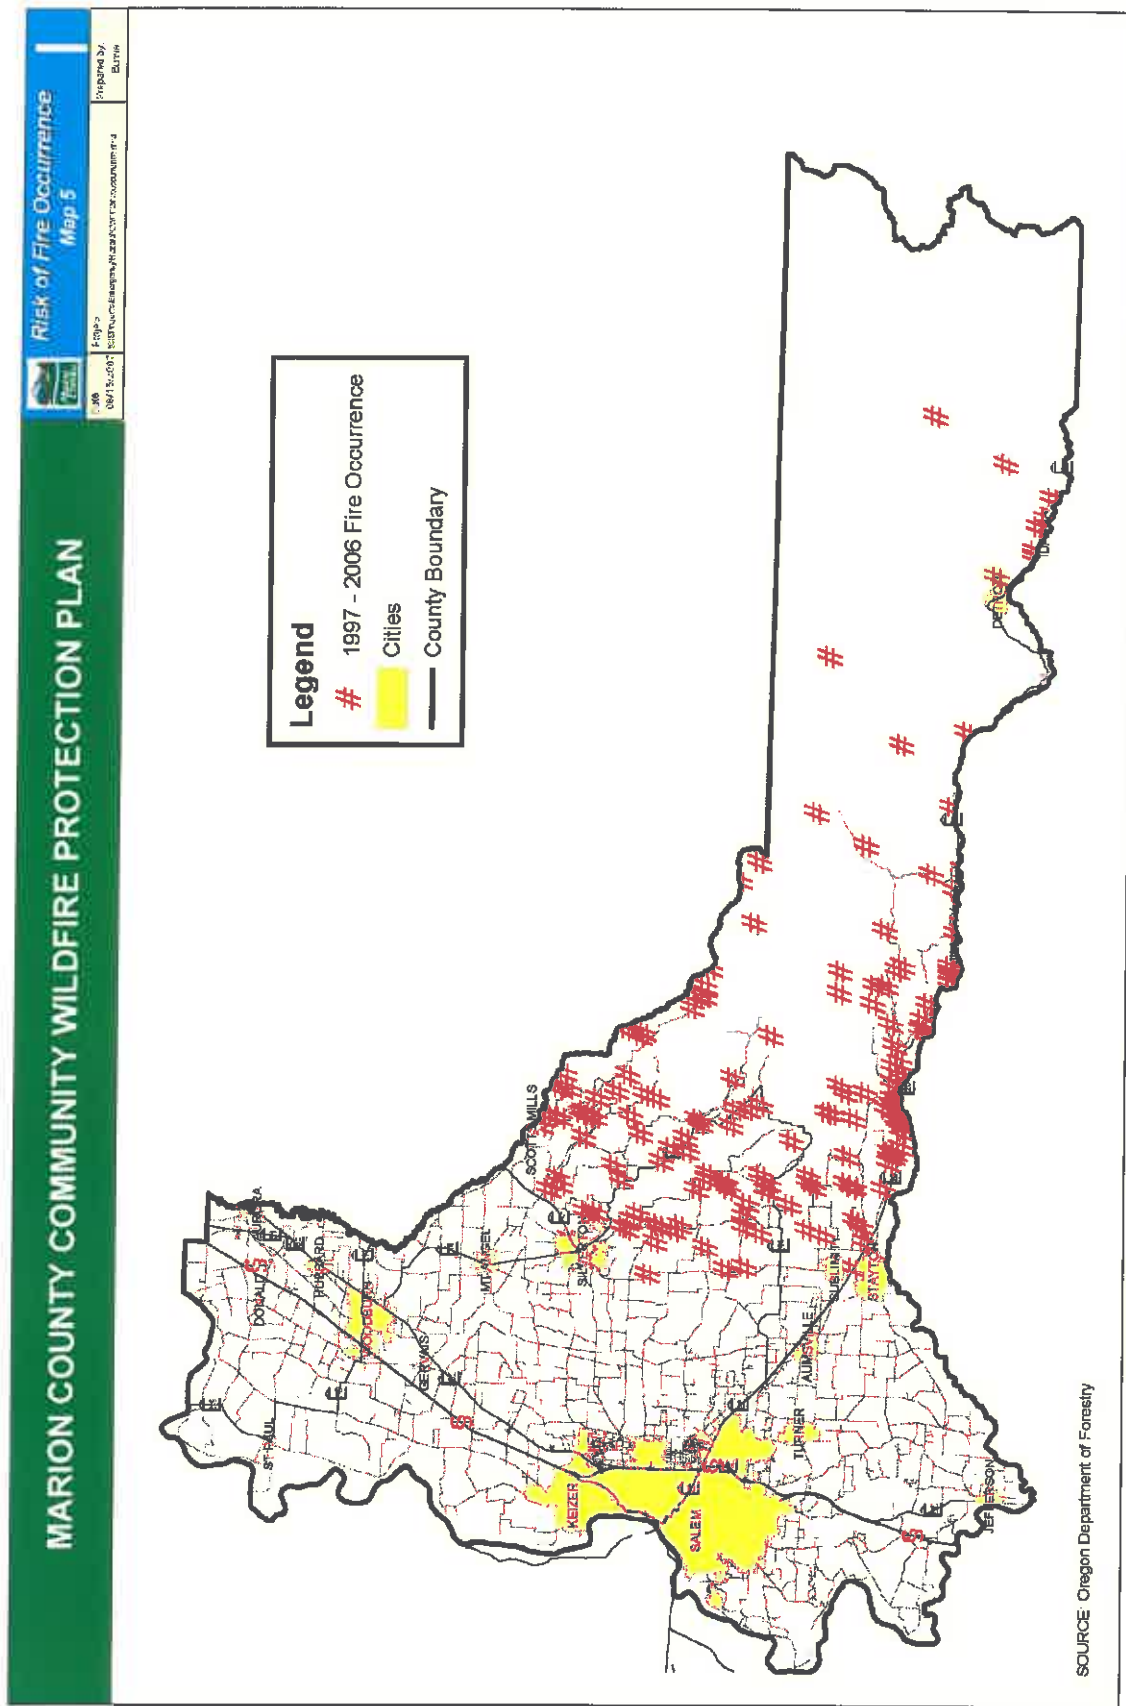 MARION COUNTY COMMUNITY WILDFIRE PROTECTION PLAN
Risk of Fire Occurrence
Map 5
Prepared by:
Legend
# 1997 - 2006 Fire Occurrence
Cities
County Boundary
AURORA
DONALD
HUBBARD
ST PAUL
WOODBURN
GERVAIS
SCOTTS MILLS
MT ANGEL
SILVERTON
KEIZER
SALEM
SUBLIMITY
STAYTON
AUMSVILLE
TURNER
JEFFERSON
DETROIT
SOURCE: Oregon Department of Forestry